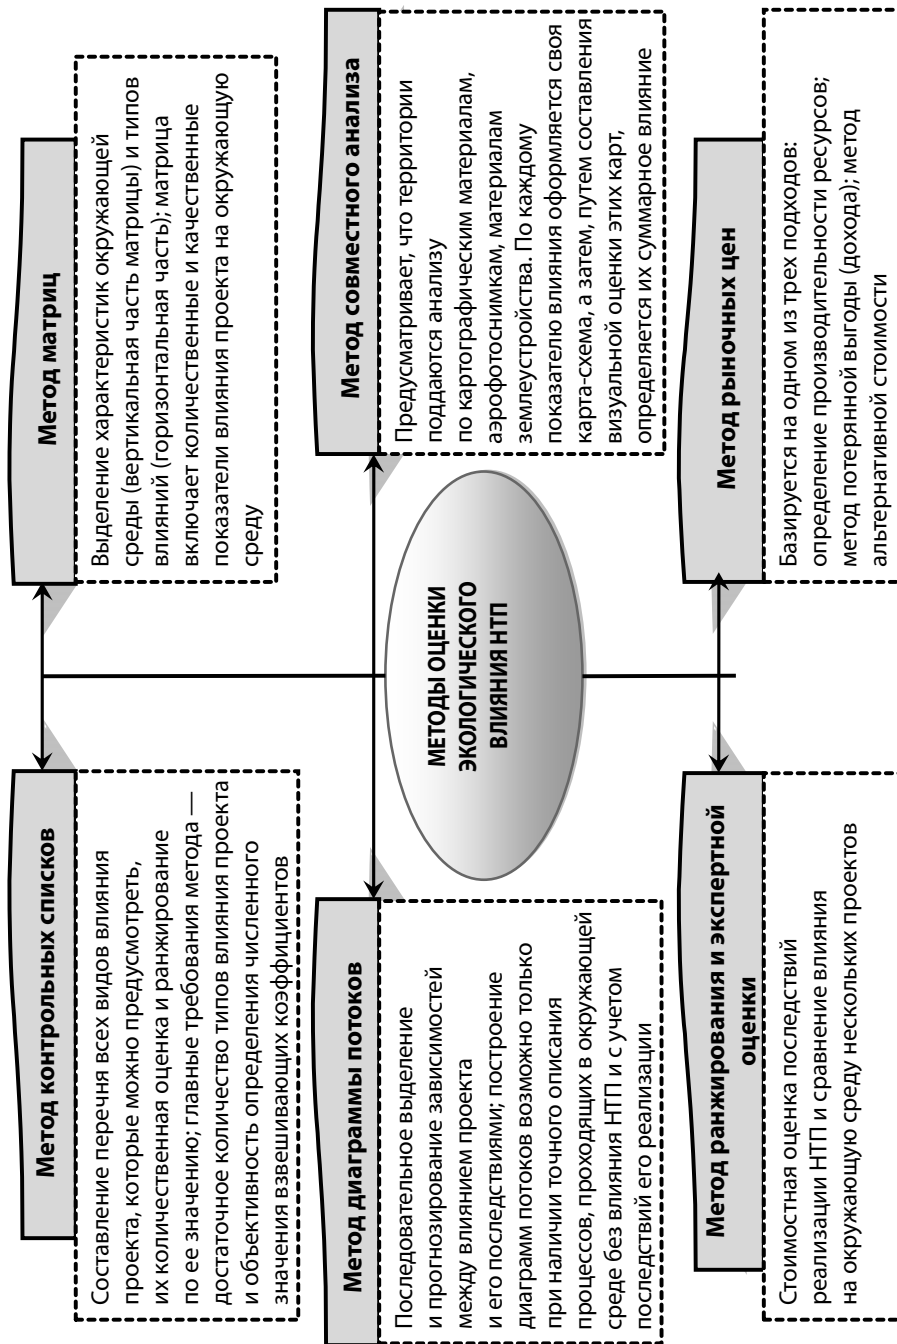 Метод контрольных списков
Составление перечня всех видов влияния
проекта, которые можно предусмотреть,
их количественная оценка и ранжирование
по ее значению; главные требования метода —
достаточное количество типов влияния проекта
и объективность определения численного
значения взвешивающих коэффициентов
Метод матриц
Выделение характеристик окружающей
среды (вертикальная часть матрицы) и типов
влияний (горизонтальная часть); матрица
включает количественные и качественные
показатели влияния проекта на окружающую
среду
Метод диаграммы потоков
Последовательное выделение
и прогнозирование зависимостей
между влиянием проекта
и его последствиями; построение
диаграмм потоков возможно только
при наличии точного описания
процессов, проходящих в окружающей
среде без влияния НТП и с учетом
последствий его реализации
МЕТОДЫ ОЦЕНКИ
ЭКОЛОГИЧЕСКОГО
ВЛИЯНИЯ НТП
Метод совместного анализа
Предусматривает, что территории
поддаются анализу
по картографическим материалам,
аэрофотоснимкам, материалам
землеустройства. По каждому
показателю влияния оформляется своя
карта-схема, а затем, путем составления
визуальной оценки этих карт,
определяется их суммарное влияние
Метод ранжирования и экспертной
оценки
Стоимостная оценка последствий
реализации НТП и сравнение влияния
на окружающую среду нескольких проектов
Метод рыночных цен
Базируется на одном из трех подходов:
определение производительности ресурсов;
метод потерянной выгоды (дохода); метод
альтернативной стоимости